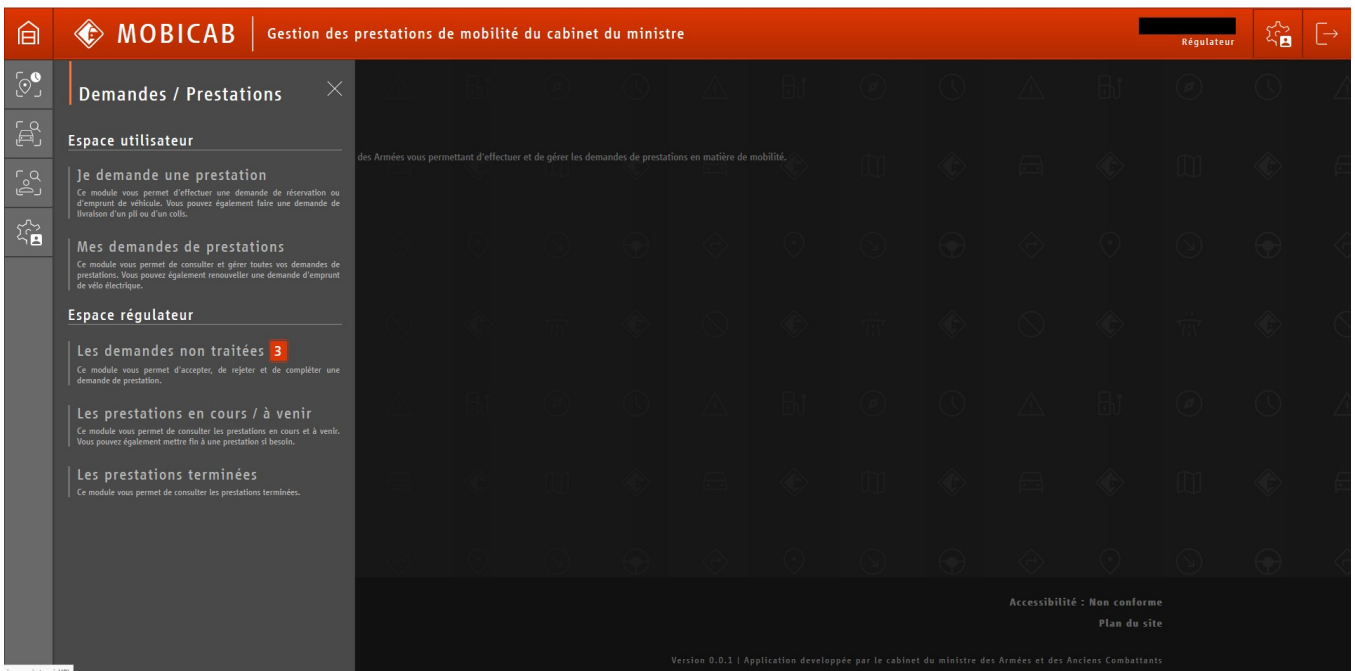 MOBICAB
Gestion des prestations de mobilité du cabinet du ministre
Régulateur
Demandes / Prestations
Espace utilisateur
Je demande une prestation
Ce module vous permet d'effectuer une demande de réservation ou
d'emprunt de véhicule. Vous pouvez également faire une demande de
livraison d'un pli ou d'un colis.
Mes demandes de prestations
Ce module vous permet de consulter et gérer toutes vos demandes de
prestations. Vous pouvez également renouveller une demande d'emprunt
de vélo électrique.
Espace régulateur
Les demandes non traitées 3
Ce module vous permet d'accepter, de rejeter et de compléter une
demande de prestation.
Les prestations en cours / à venir
Ce module vous permet de consulter les prestations en cours et à venir.
Vous pouvez également mettre fin à une prestation si besoin.
Les prestations terminées
Ce module vous permet de consulter les prestations terminées.
des Armées vous permettant d'effectuer et de gérer les demandes de prestations en matière de mobilité.
Accessibilité : Non conforme
Plan du site
Version 0.0.1 | Application developpée par le cabinet du ministre des Armées et des Anciens Combattants